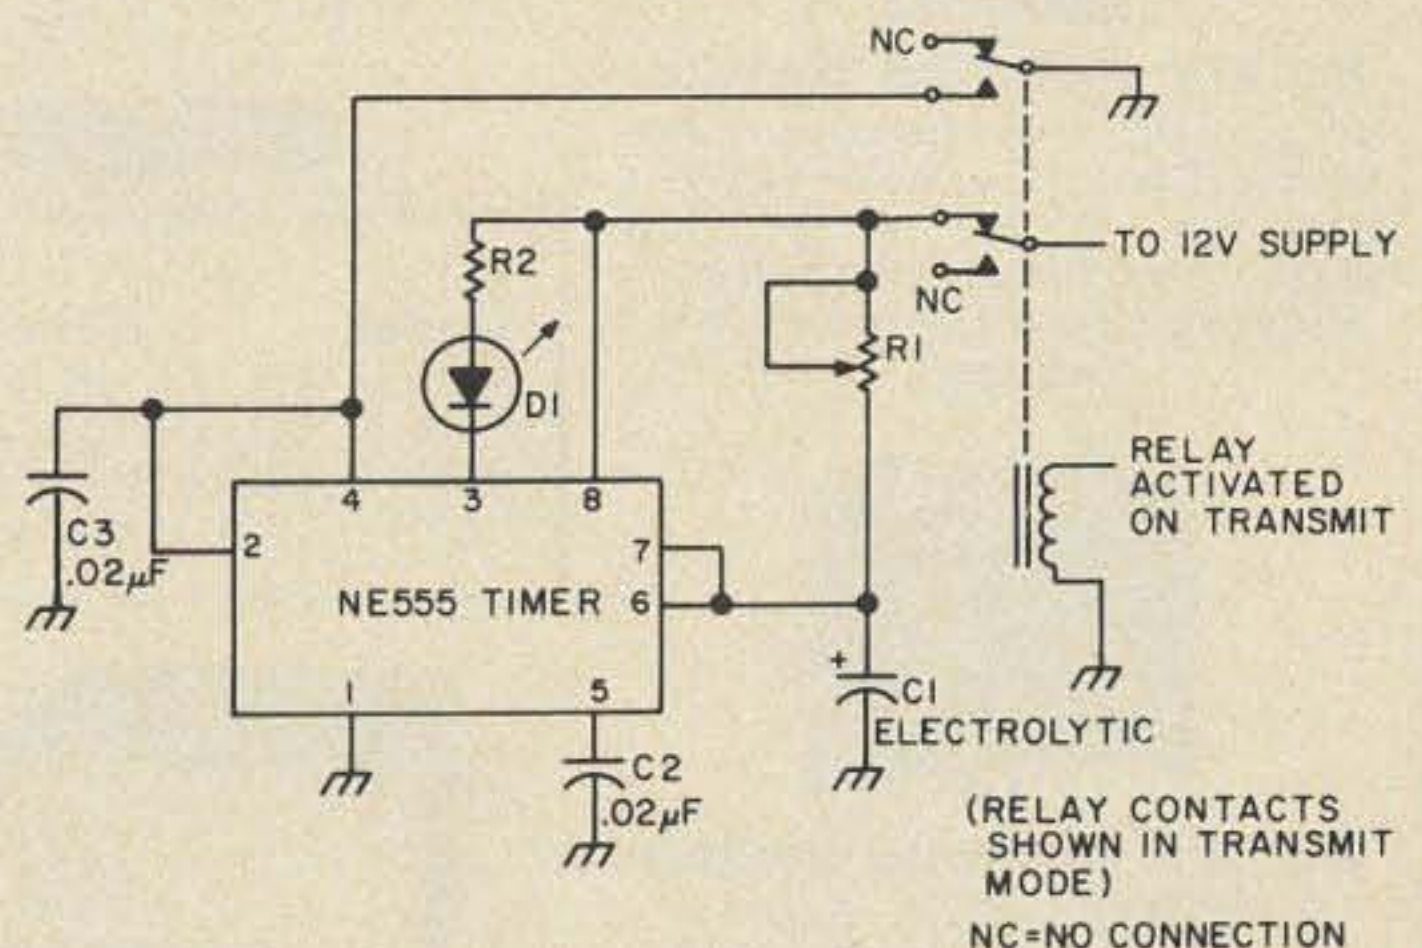 NC
TO 12V SUPPLY
NC
R2
R1
D1
RELAY
ACTIVATED
ON TRANSMIT
4
3
8
C3
.02µF
2
7
NE555 TIMER
6
1
5
+
C1
ELECTROLYTIC
C2
.02µF
(RELAY CONTACTS
SHOWN IN TRANSMIT
MODE)
NC=NO CONNECTION